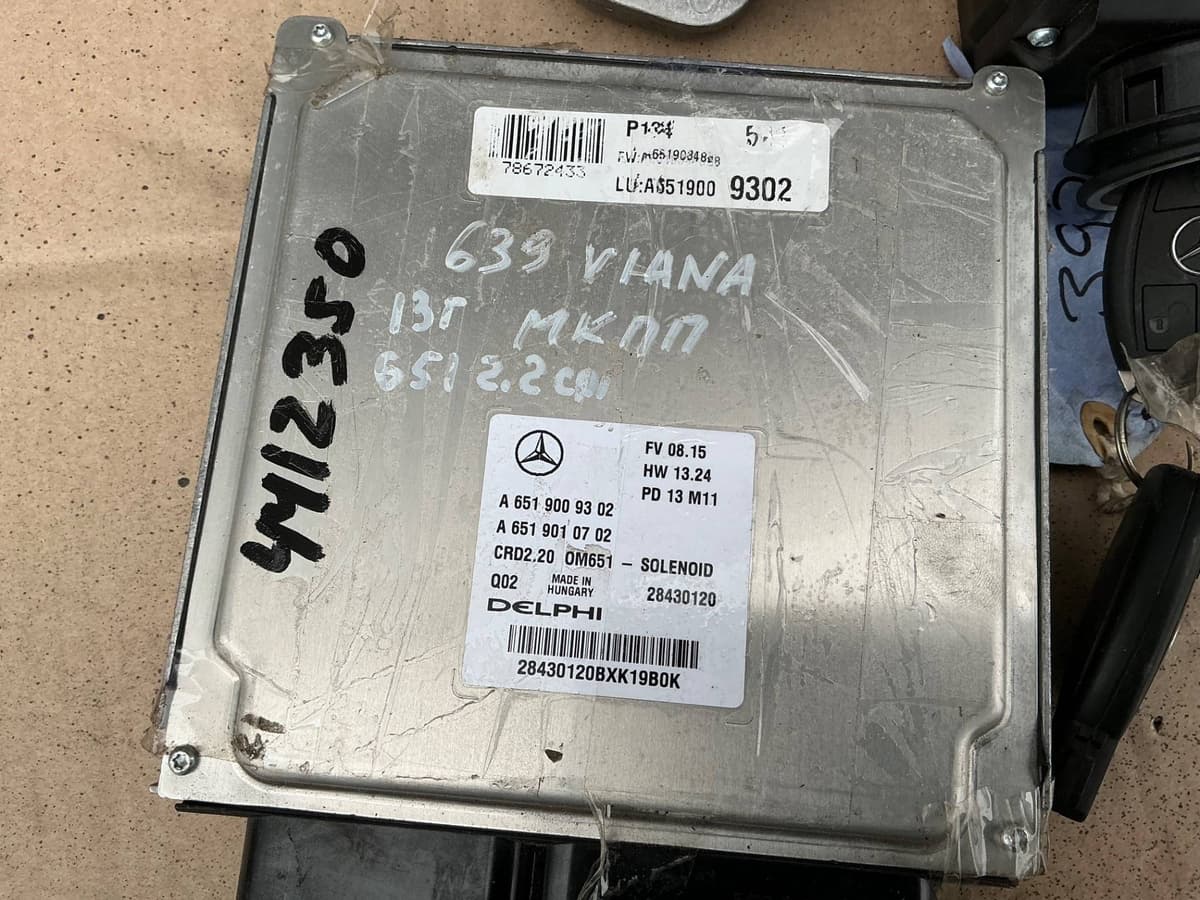 78672433
LU:A651900 9302
639 VIANA
13г МКПП
651 2.2 cdi
4412350
392
FV 08.15
HW 13.24
PD 13 M11
A 651 900 93 02
A 651 901 07 02
CRD2.20 OM651 – SOLENOID
Q02 MADE IN HUNGARY 28430120
DELPHI
28430120BXK19B0K